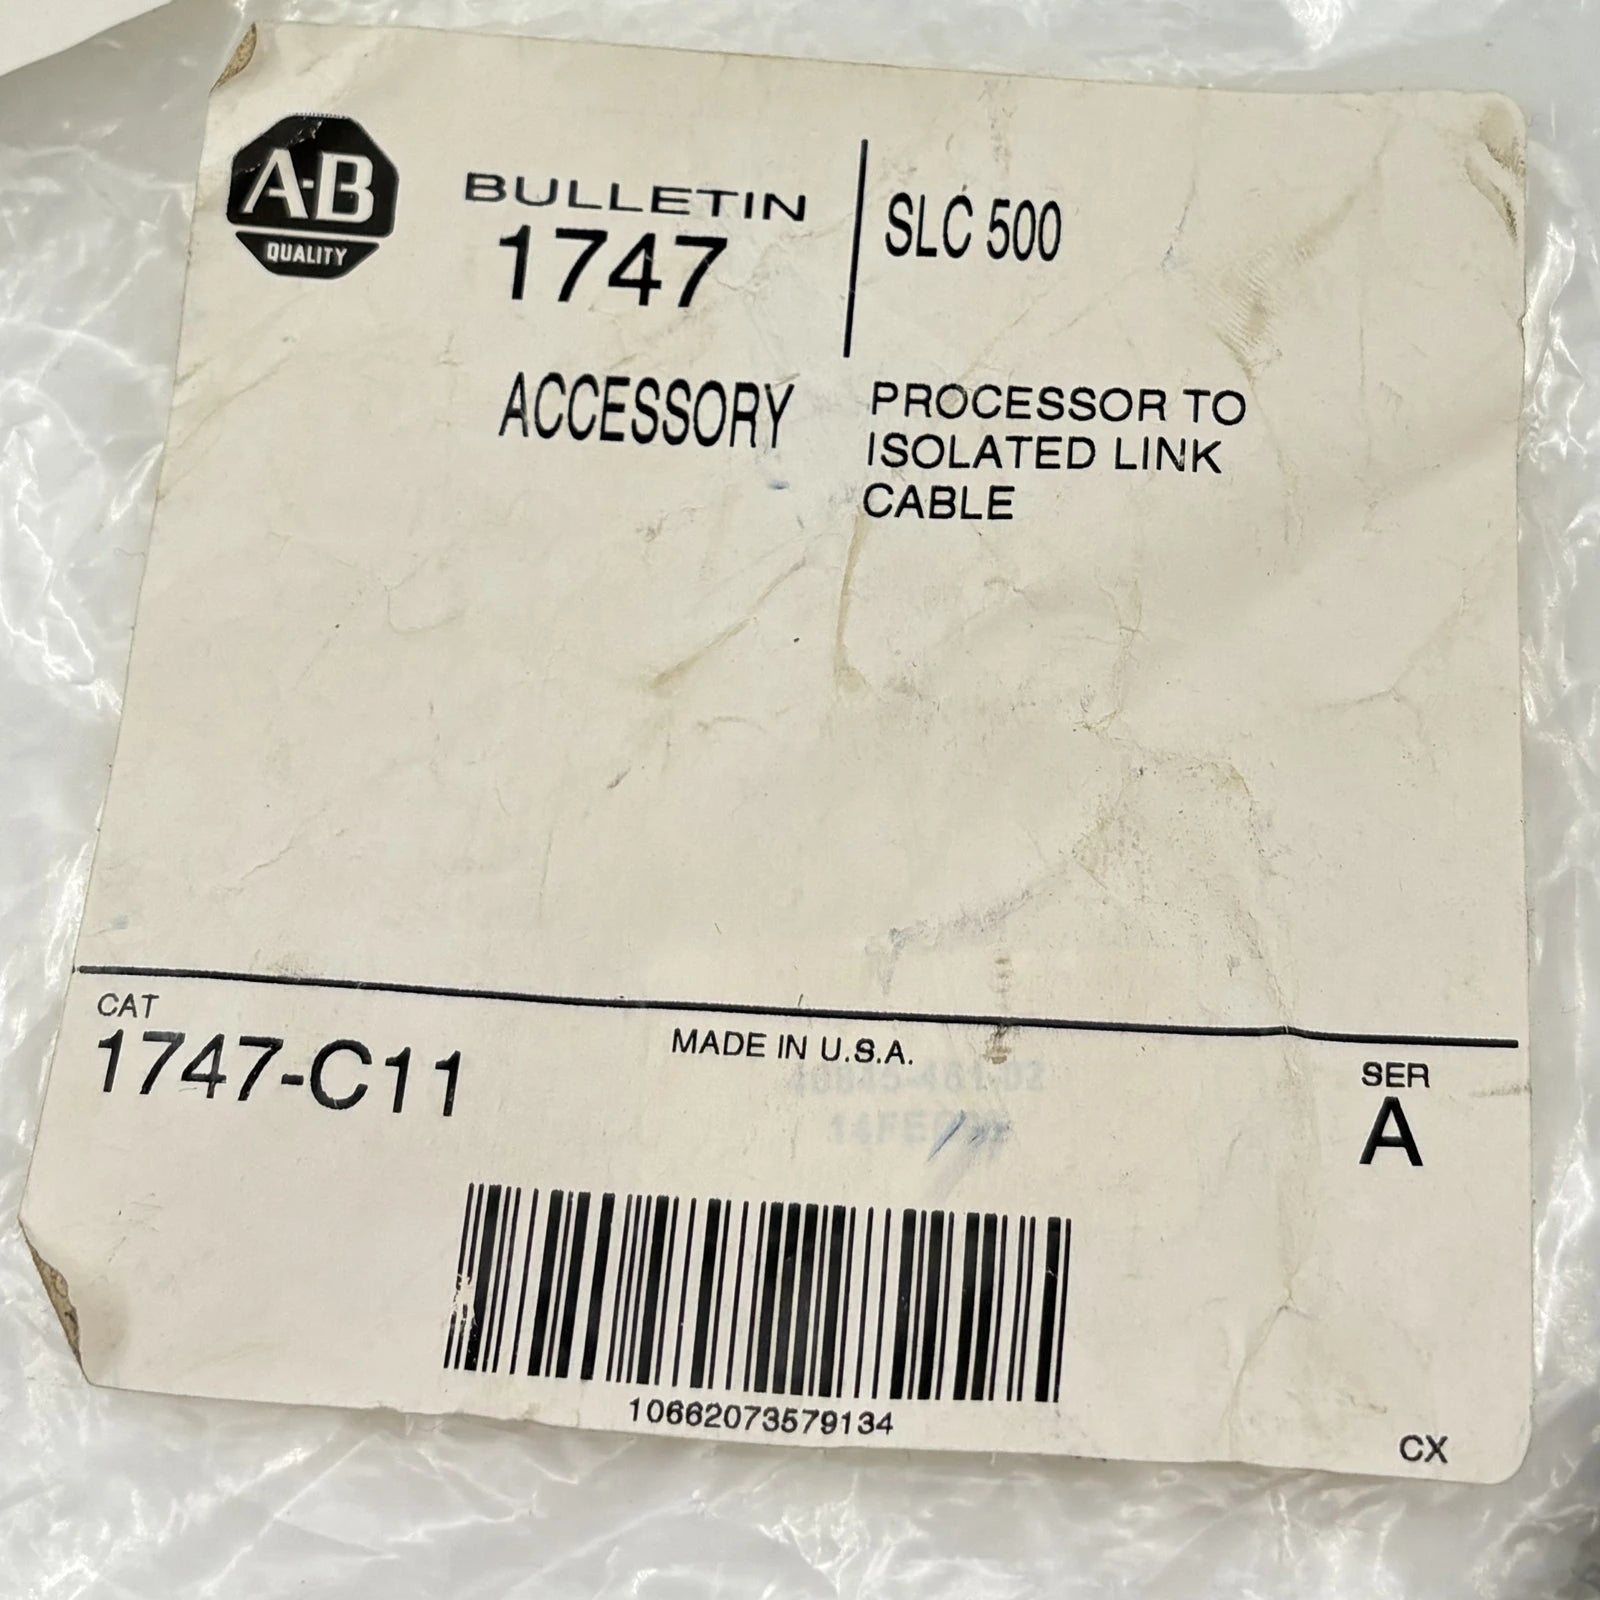 A-B
QUALITY
BULLETIN
1747
SLC 500
ACCESSORY
PROCESSOR TO
ISOLATED LINK
CABLE
CAT
1747-C11
MADE IN U.S.A.
SER
A
10662073579134
CX